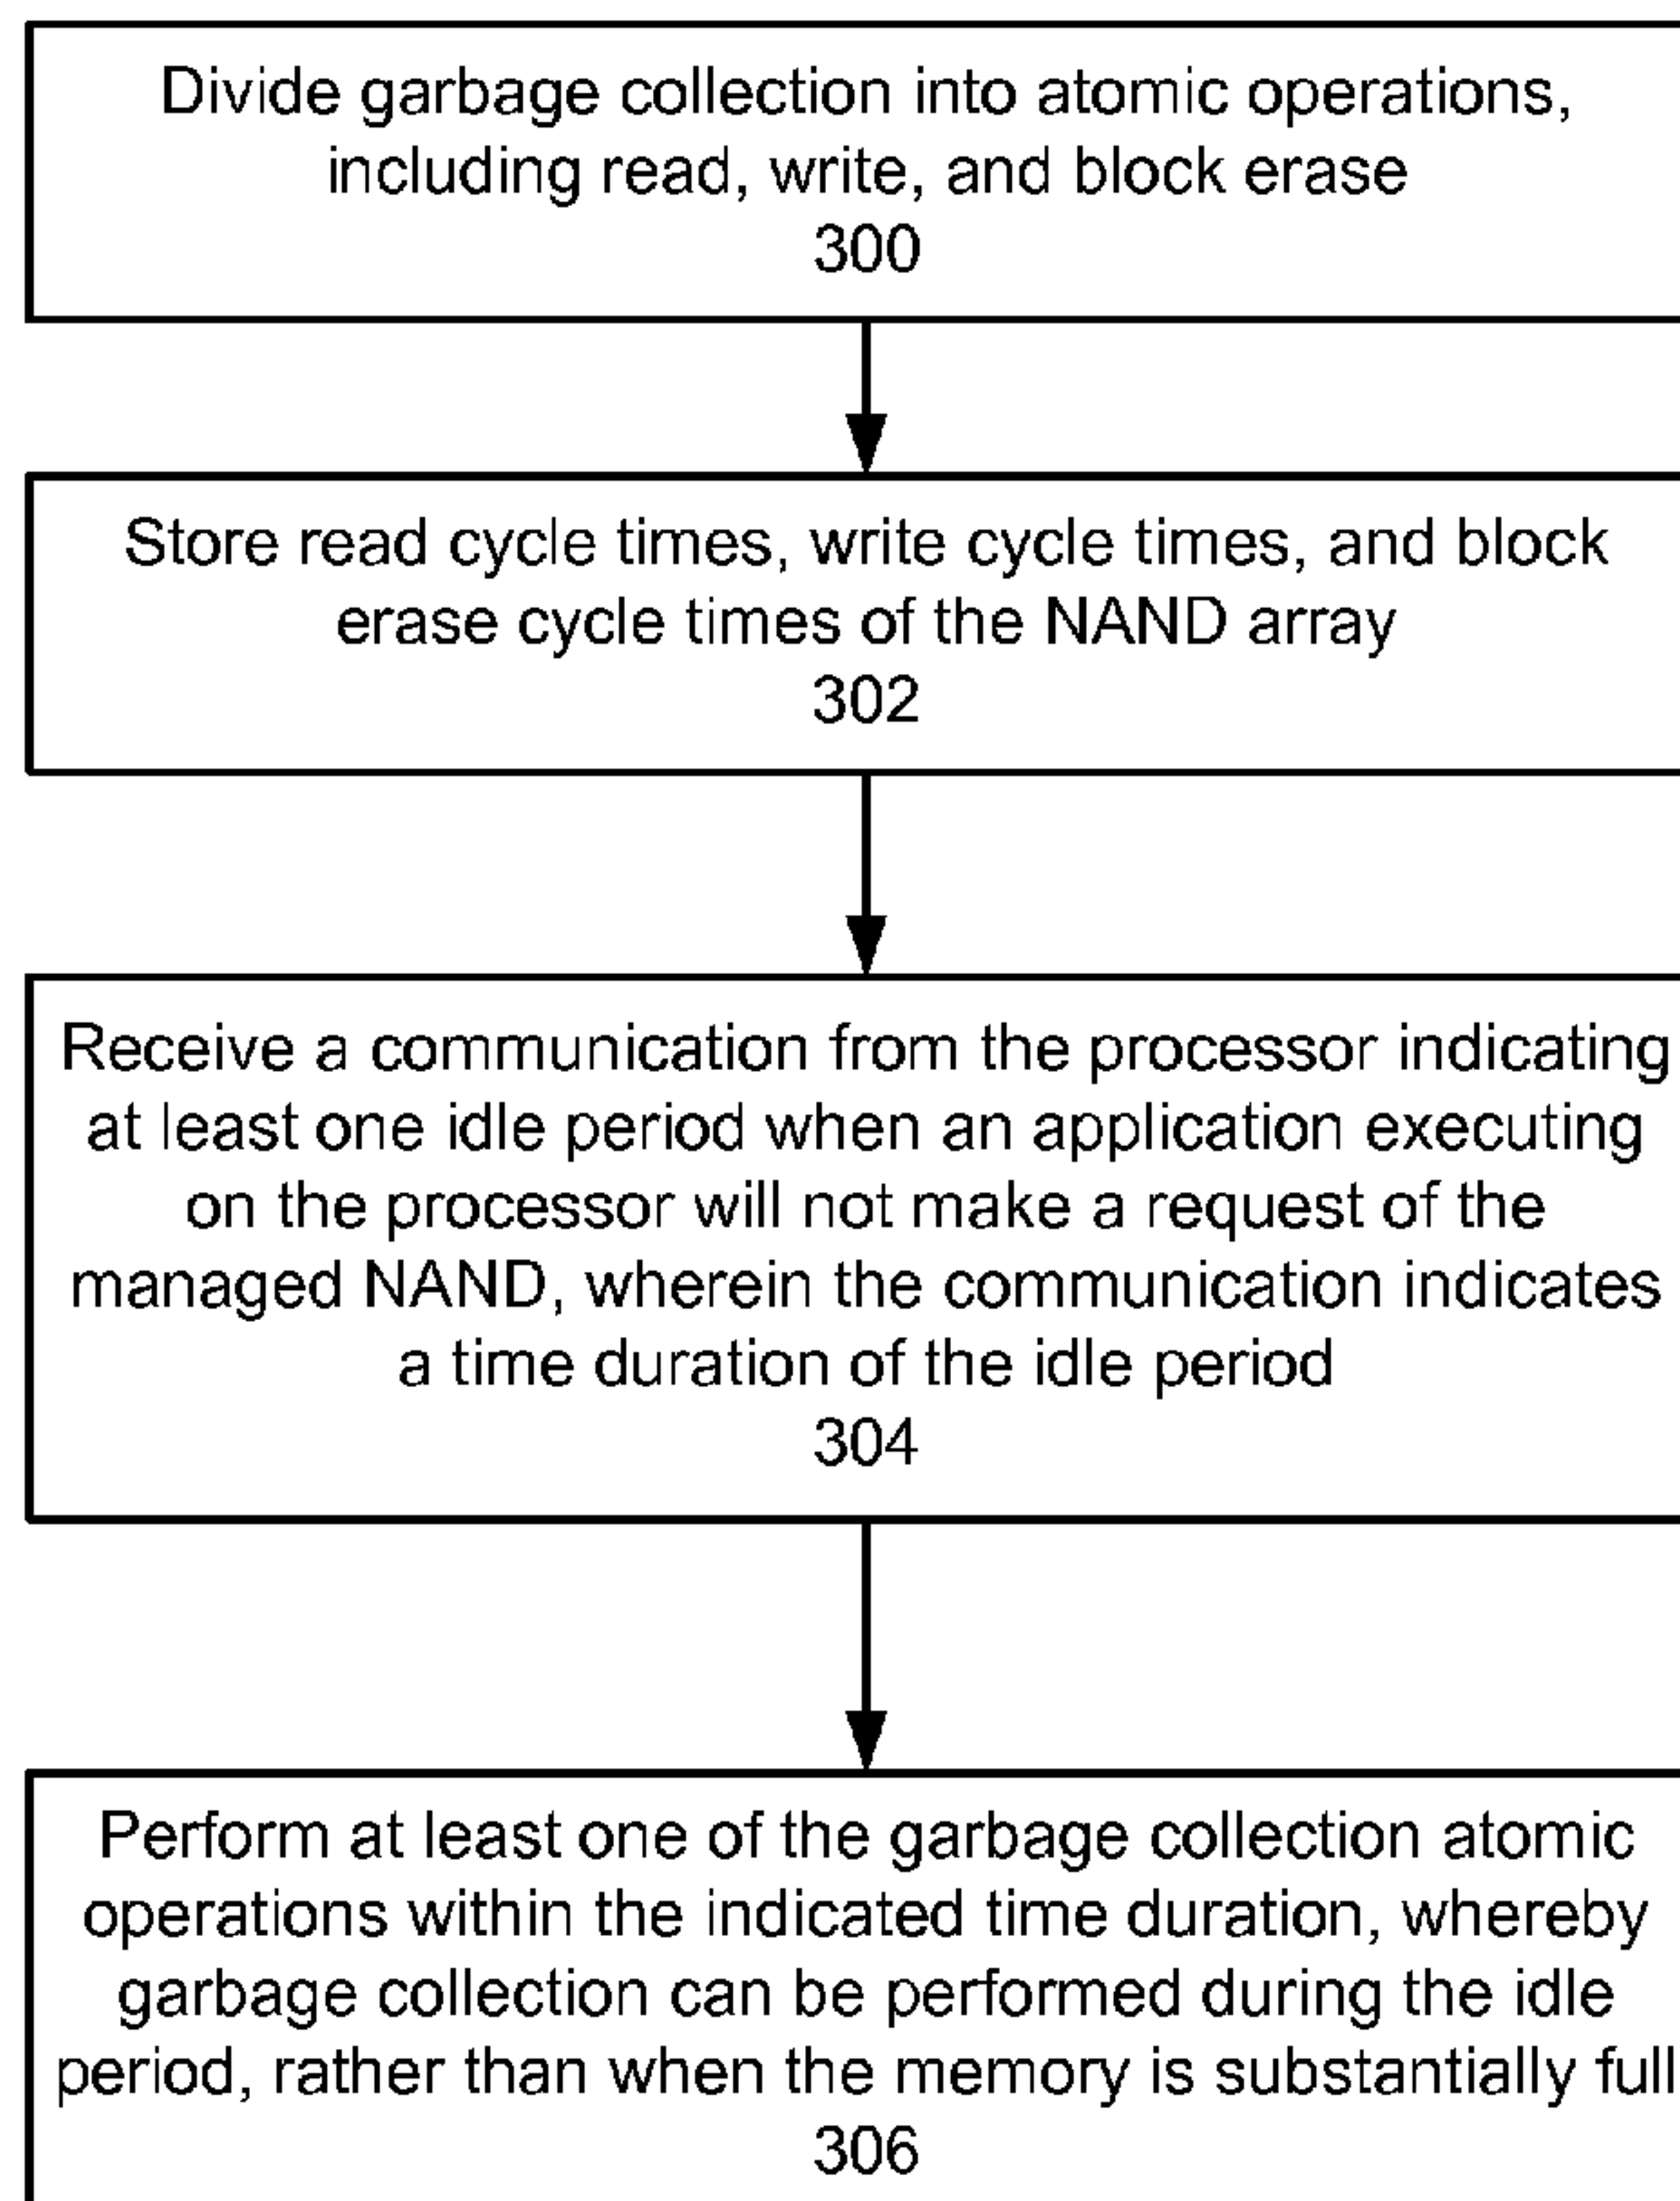 Divide garbage collection into atomic operations,
including read, write, and block erase
300
Store read cycle times, write cycle times, and block
erase cycle times of the NAND array
302
Receive a communication from the processor indicating
at least one idle period when an application executing
on the processor will not make a request of the
managed NAND, wherein the communication indicates
a time duration of the idle period
304
Perform at least one of the garbage collection atomic
operations within the indicated time duration, whereby
garbage collection can be performed during the idle
period, rather than when the memory is substantially full
306